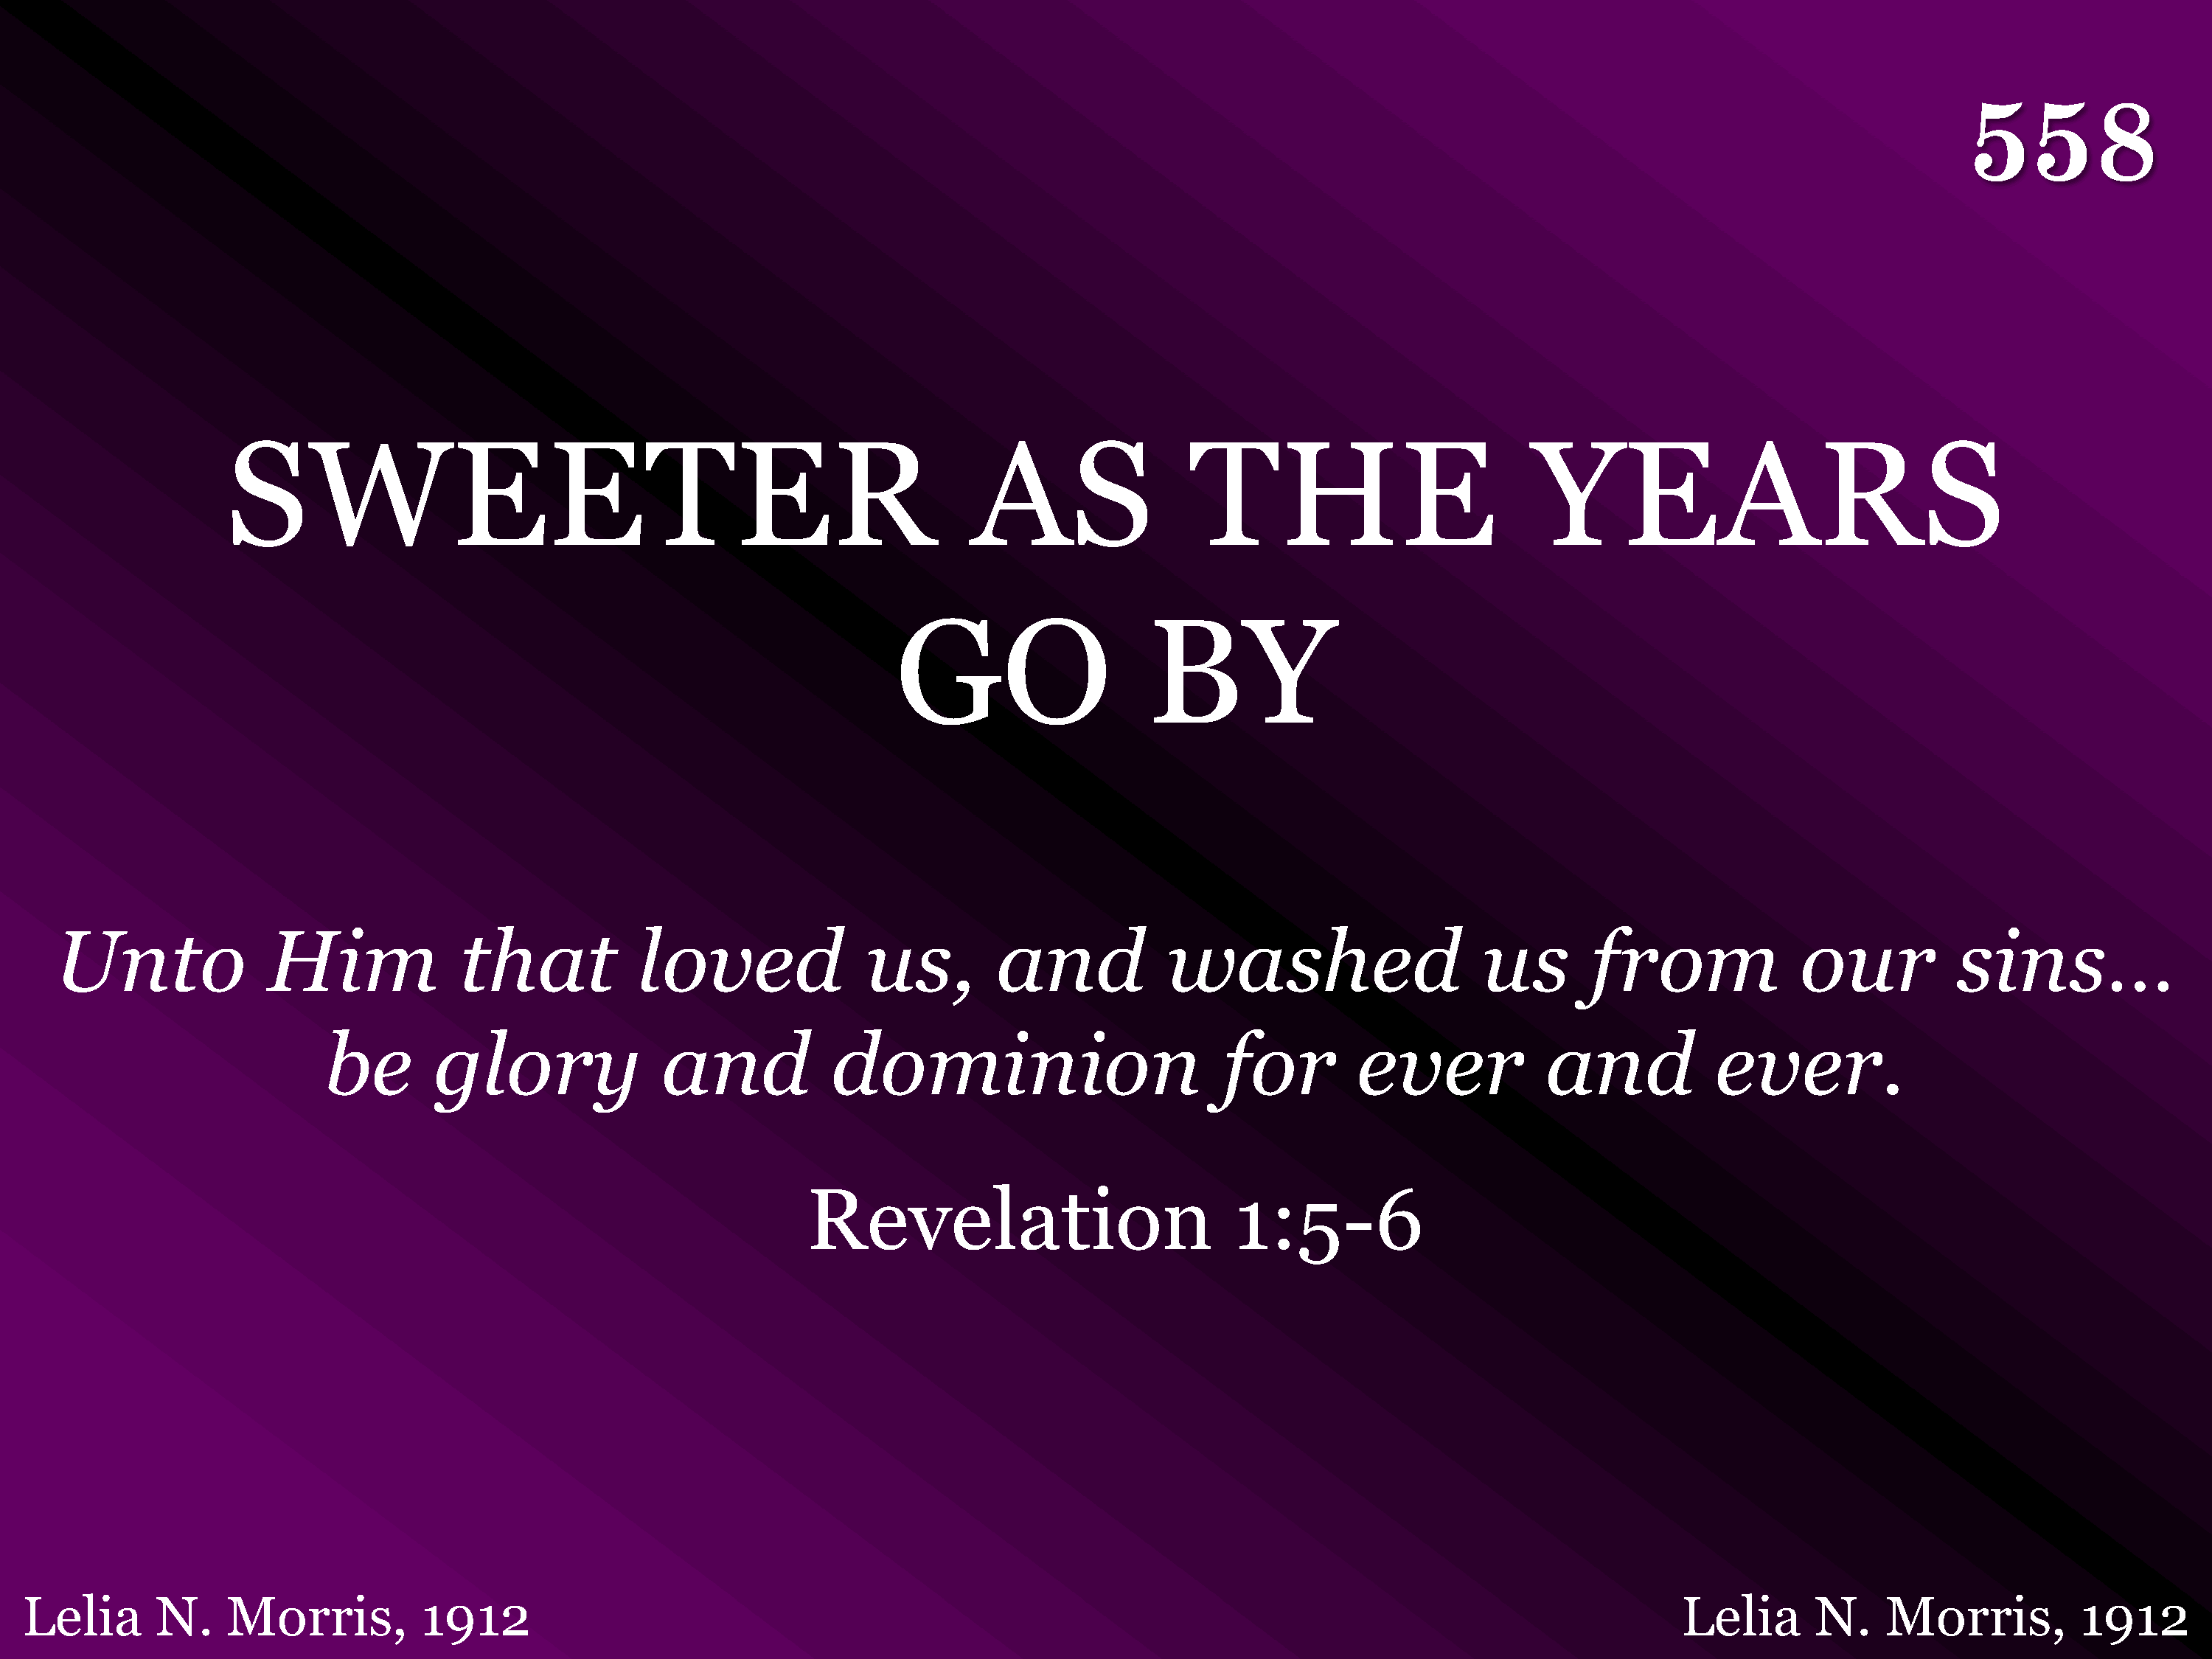 558
SWEETER AS THE YEARS
GO BY
Unto Him that loved us, and washed us from our sins…
be glory and dominion for ever and ever.
Revelation 1:5-6
Lelia N. Morris, 1912
Lelia N. Morris, 1912